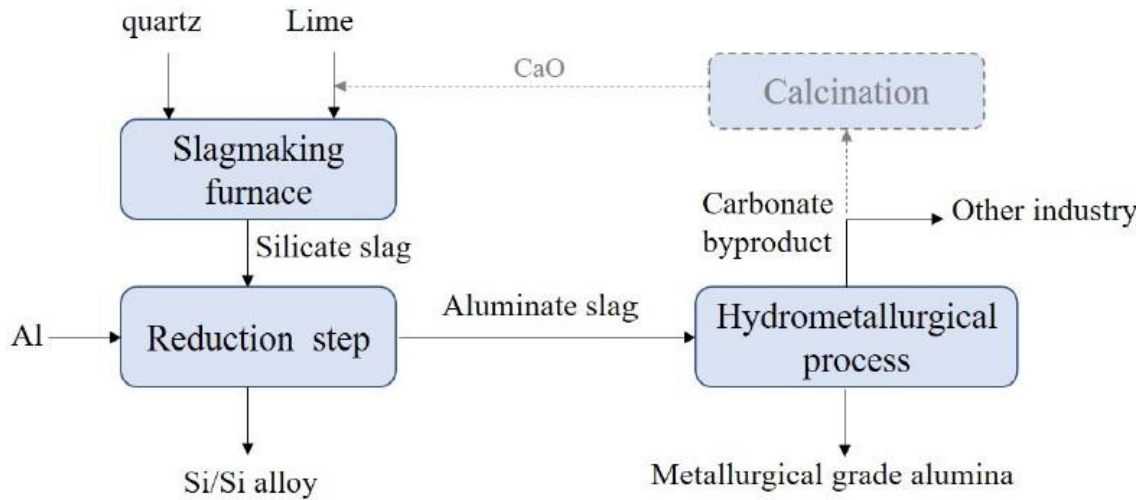 quartz
Lime
CaO
Calcination
Slagmaking
furnace
Carbonate
byproduct
Other industry
Silicate slag
Aluminate slag
Al
Reduction step
Hydrometallurgical
process
Si/Si alloy
Metallurgical grade alumina